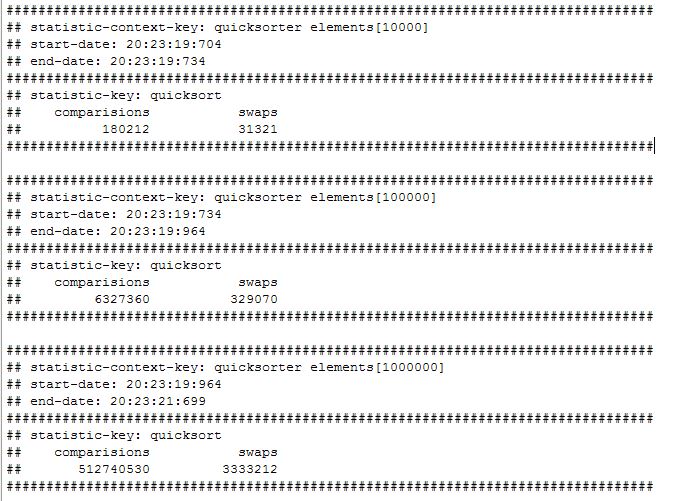 ################################################################################
## statistic-context-key: quicksorter elements[10000]
## start-date: 20:23:19:704
## end-date: 20:23:19:734
################################################################################
## statistic-key: quicksort
##    comparisions           swaps
##          180212           31321
################################################################################
################################################################################
## statistic-context-key: quicksorter elements[100000]
## start-date: 20:23:19:734
## end-date: 20:23:19:964
################################################################################
## statistic-key: quicksort
##    comparisions           swaps
##         6327360          329070
################################################################################
################################################################################
## statistic-context-key: quicksorter elements[1000000]
## start-date: 20:23:19:964
## end-date: 20:23:21:699
################################################################################
## statistic-key: quicksort
##    comparisions           swaps
##       512740530         3333212
################################################################################